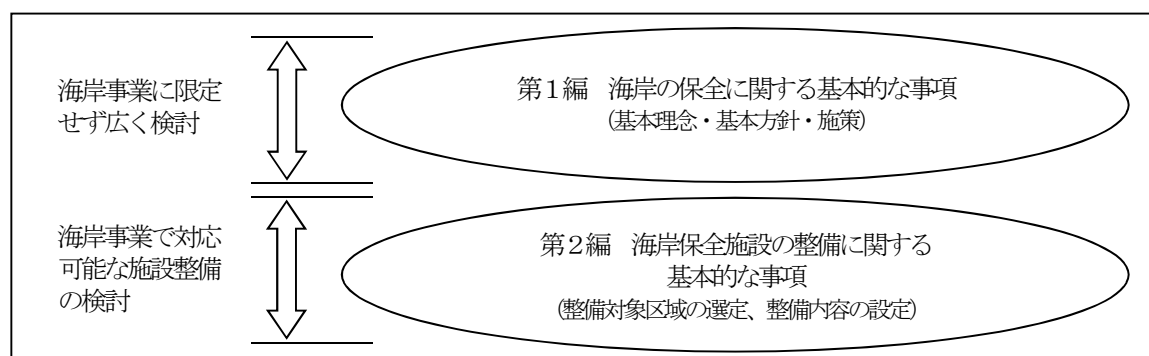 海岸事業に限定
せず広く検討
第1編　海岸の保全に関する基本的な事項
(基本理念・基本方針・施策)
海岸事業で対応
可能な施設整備
の検討
第2編　海岸保全施設の整備に関する
基本的な事項
(整備対象区域の選定、整備内容の設定)